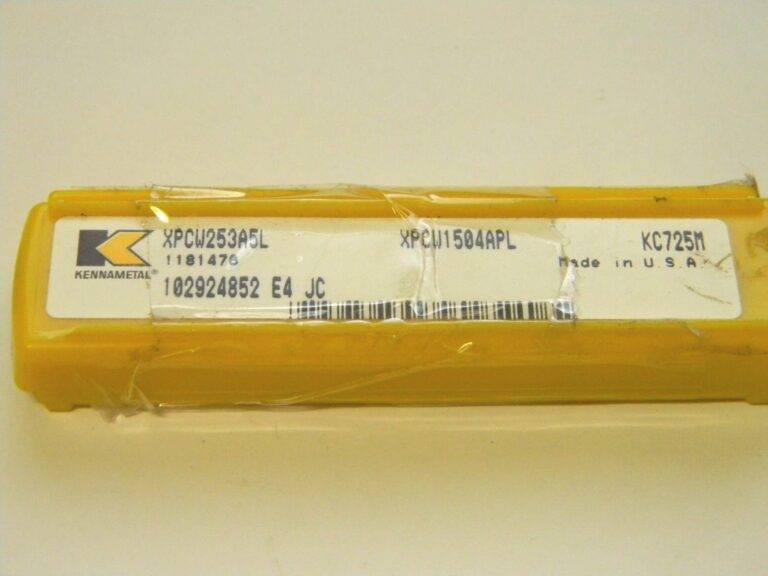 XPCW253A5L XPCW1504APL KC725M
1181476 Made in U.S.A.
KENNAMETAL®
102924852 E4 JC